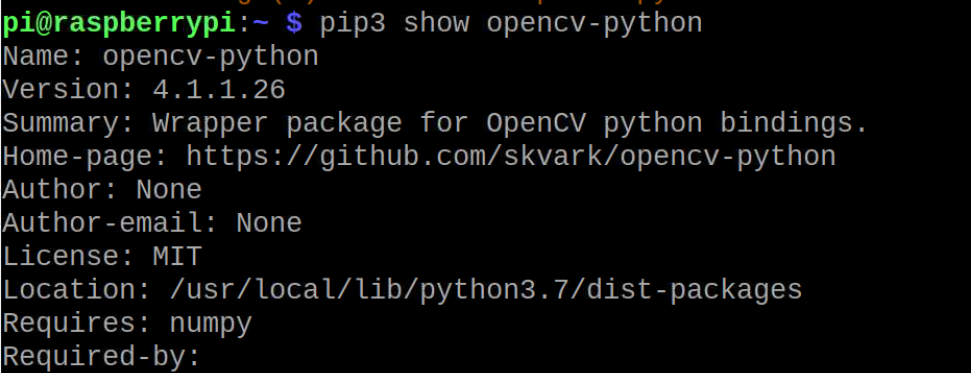 pi@raspberrypi:~ $ pip3 show opencv-python
Name: opencv-python
Version: 4.1.1.26
Summary: Wrapper package for OpenCV python bindings.
Home-page: https://github.com/skvark/opencv-python
Author: None
Author-email: None
License: MIT
Location: /usr/local/lib/python3.7/dist-packages
Requires: numpy
Required-by: